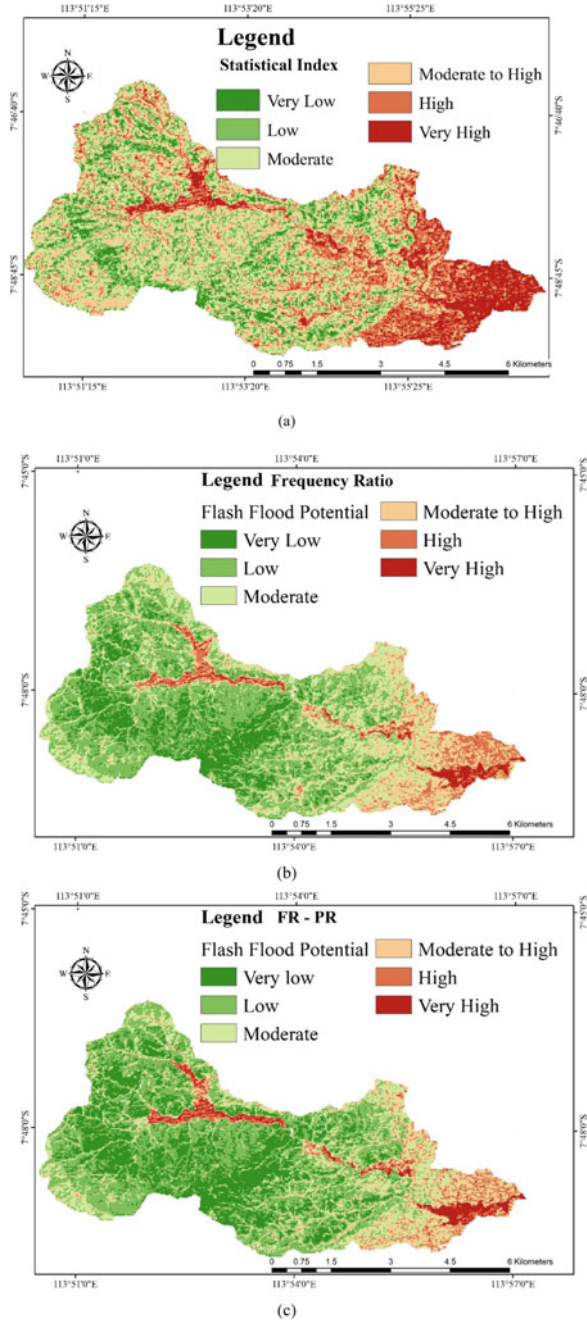 113°51'15"E 113°53'20"E 113°55'25"E
Legend
Statistical Index
Very Low
Low
Moderate
Moderate to High
High
Very High
N
W E
S
7°46'40"S 7°46'40"S
7°48'45"S 7°48'45"S
0 0.75 1.5 3 4.5 6 Kilometers
113°51'15"E 113°53'20"E 113°55'25"E
(a)
113°51'0"E 113°54'0"E 113°57'0"E
7°45'0"S 7°45'0"S
Legend Frequency Ratio
Flash Flood Potential
Very Low
Low
Moderate
Moderate to High
High
Very High
N
W E
S
7°48'0"S 7°48'0"S
0 0.75 1.5 3 4.5 6 Kilometers
113°51'0"E 113°54'0"E 113°57'0"E
(b)
113°51'0"E 113°54'0"E 113°57'0"E
7°45'0"S 7°45'0"S
Legend FR - PR
Flash Flood Potential
Very low
Low
Moderate
Moderate to High
High
Very High
N
W E
S
7°48'0"S 7°48'0"S
0 0.75 1.5 3 4.5 6 Kilometers
113°51'0"E 113°54'0"E 113°57'0"E
(c)